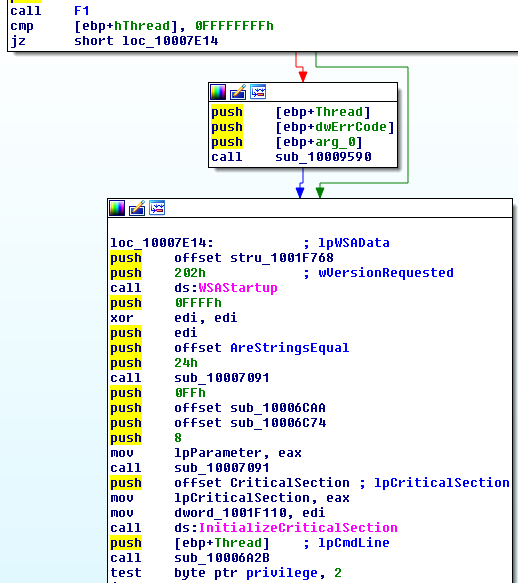 call F1
cmp [ebp+hThread], 0FFFFFFFFh
jz short loc_10007E14
push [ebp+Thread]
push [ebp+dwErrCode]
push [ebp+arg_0]
call sub_10009590
loc_10007E14: ; lpWSAData
push offset stru_1001F768
push 202h ; wVersionRequested
call ds:WSAStartup
push 0FFFFh
xor edi, edi
push edi
push offset AreStringsEqual
push 24h
call sub_10007091
push 0FFh
push offset sub_10006CAA
push offset sub_10006C74
push 8
mov lpParameter, eax
call sub_10007091
push offset CriticalSection ; lpCriticalSection
mov lpCriticalSection, eax
mov dword_1001F110, edi
call ds:InitializeCriticalSection
push [ebp+Thread] ; lpCmdLine
call sub_10006A2B
test byte ptr privilege, 2